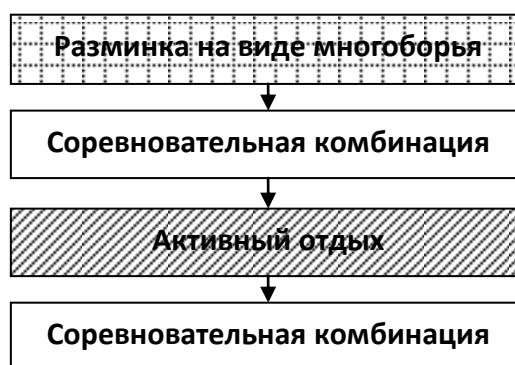 Разминка на виде многоборья
Соревновательная комбинация
Активный отдых
Соревновательная комбинация